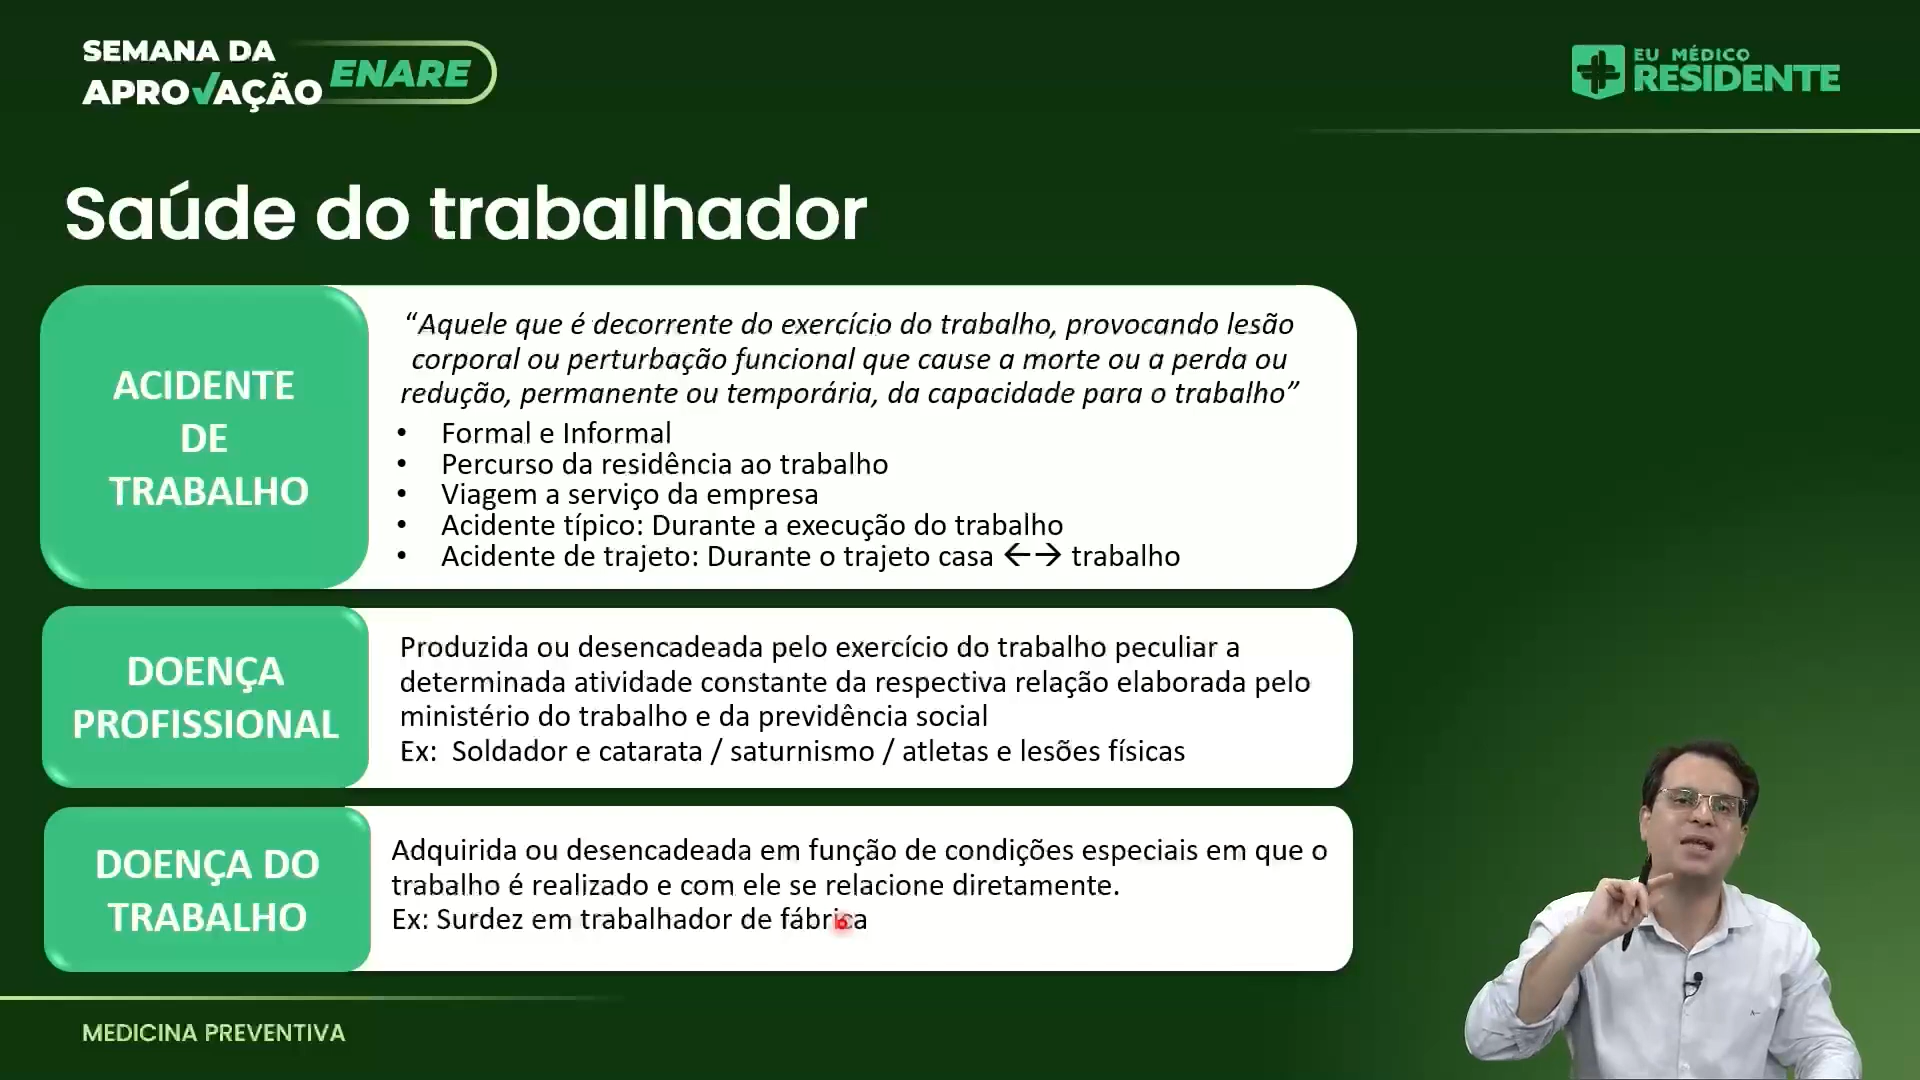 SEMANA DA
APROVAÇÃO ENARE
EU MÉDICO
RESIDENTE
Saúde do trabalhador
ACIDENTE
DE
TRABALHO
“Aquele que é decorrente do exercício do trabalho, provocando lesão
corporal ou perturbação funcional que cause a morte ou a perda ou
redução, permanente ou temporária, da capacidade para o trabalho”
• Formal e Informal
• Percurso da residência ao trabalho
• Viagem a serviço da empresa
• Acidente típico: Durante a execução do trabalho
• Acidente de trajeto: Durante o trajeto casa ←→ trabalho
DOENÇA
PROFISSIONAL
Produzida ou desencadeada pelo exercício do trabalho peculiar a
determinada atividade constante da respectiva relação elaborada pelo
ministério do trabalho e da previdência social
Ex: Soldador e catarata / saturnismo / atletas e lesões físicas
DOENÇA DO
TRABALHO
Adquirida ou desencadeada em função de condições especiais em que o
trabalho é realizado e com ele se relacione diretamente.
Ex: Surdez em trabalhador de fábrica
MEDICINA PREVENTIVA